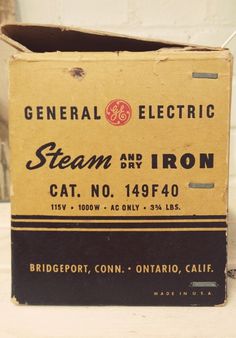 GENERAL GE ELECTRIC
Steam AND DRY IRON
CAT. NO. 149F40
115V • 1000W • AC ONLY • 3¾ LBS.
BRIDGEPORT, CONN. • ONTARIO, CALIF.
MADE IN U.S.A.